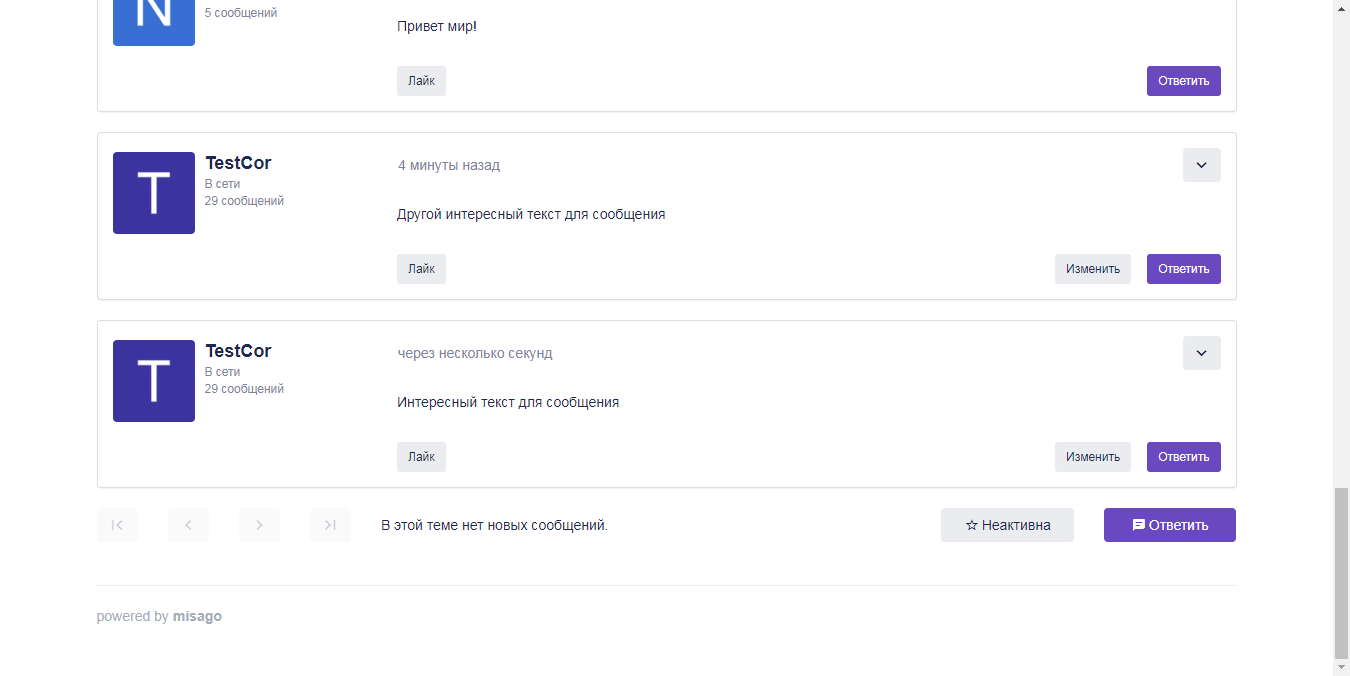 N
5 сообщений
Привет мир!
Лайк
Ответить
T
TestCor
В сети
29 сообщений
4 минуты назад
Другой интересный текст для сообщения
Лайк
Изменить
Ответить
T
TestCor
В сети
29 сообщений
через несколько секунд
Интересный текст для сообщения
Лайк
Изменить
Ответить
В этой теме нет новых сообщений.
Неактивна
Ответить
powered by misago